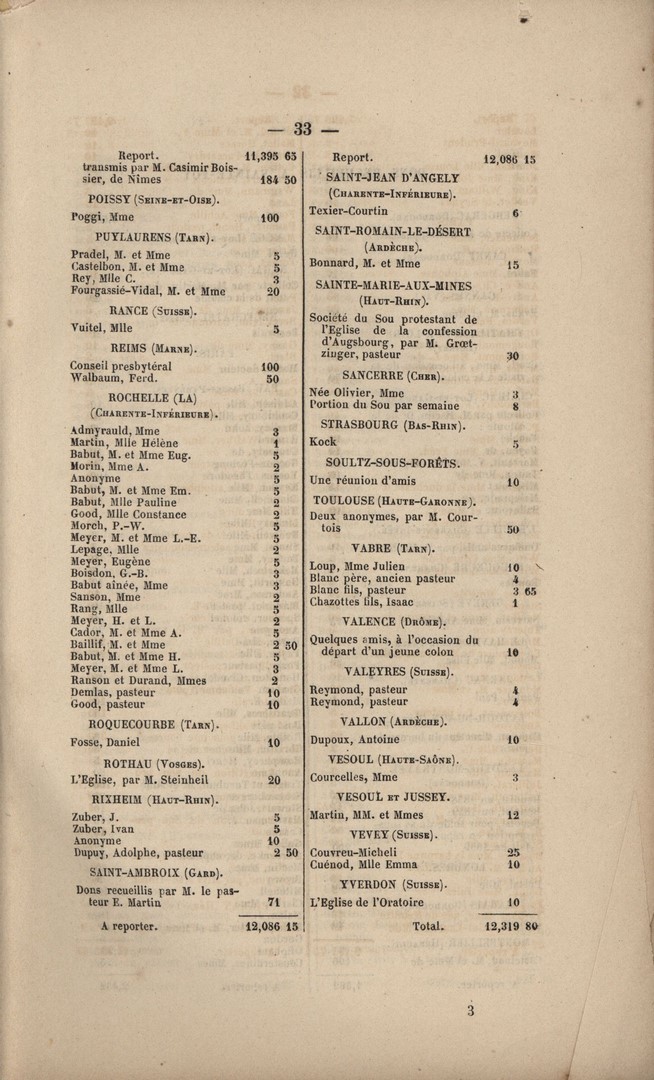 — 33 —
Report. 11,395 65
transmis par M. Casimir Bois-
sier, de Nîmes 184 50
POISSY (Seine-et-Oise).
Poggi, Mme 100
PUYLAURENS (Tarn).
Pradel, M. et Mme 5
Castelbon, M. et Mme 5
Rey, Mlle C. 3
Fourgassié-Vidal, M. et Mme 20
RANCE (Suisse).
Vuitel, Mlle 5
REIMS (Marne).
Conseil presbytéral 100
Walbaum, Ferd. 50
ROCHELLE (LA)
(Charente-Inférieure).
Admyrauld, Mme 3
Martin, Mlle Hélène 1
Babut, M. et Mme Eug. 5
Morin, Mme A. 2
Anonyme 5
Babut, M. et Mme Em. 5
Babut, Mlle Pauline 2
Good, Mlle Constance 2
Morch, P.-W. 5
Meyer, M. et Mme L.-E. 5
Lepage, Mlle 2
Meyer, Eugène 5
Boisdon, G.-B. 3
Babut ainée, Mme 3
Sanson, Mme 2
Rang, Mlle 5
Meyer, H. et L. 2
Cador, M. et Mme A. 5
Baillif, M. et Mme 2 50
Babut, M. et Mme H. 5
Meyer, M. et Mme L. 3
Ranson et Durand, Mmes 2
Demlas, pasteur 10
Good, pasteur 10
ROQUECOURBE (Tarn).
Fosse, Daniel 10
ROTHAU (Vosges).
L'Eglise, par M. Steinheil 20
RIXHEIM (Haut-Rhin).
Zuber, J. 5
Zuber, Ivan 5
Anonyme 10
Dupuy, Adolphe, pasteur 2 50
SAINT-AMBROIX (Gard).
Dons recueillis par M. le pas-
teur E. Martin 71
A reporter. 12,086 15
Report. 12,086 15
SAINT-JEAN D'ANGELY
(Charente-Inférieure).
Texier-Courtin 6
SAINT-ROMAIN-LE-DÉSERT
(Ardèche).
Bonnard, M. et Mme 15
SAINTE-MARIE-AUX-MINES
(Haut-Rhin).
Société du Sou protestant de
l'Eglise de la confession
d'Augsbourg, par M. Grœt-
zinger, pasteur 30
SANCERRE (Cher).
Née Olivier, Mme 3
Portion du Sou par semaine 8
STRASBOURG (Bas-Rhin).
Kock 5
SOULTZ-SOUS-FORÊTS.
Une réunion d'amis 10
TOULOUSE (Haute-Garonne).
Deux anonymes, par M. Cour-
tois 50
VABRE (Tarn).
Loup, Mme Julien 10
Blanc père, ancien pasteur 4
Blanc fils, pasteur 3 65
Chazottes fils, Isaac 1
VALENCE (Drôme).
Quelques amis, à l'occasion du
départ d'un jeune colon 10
VALEYRES (Suisse).
Reymond, pasteur 4
Reymond, pasteur 4
VALLON (Ardèche).
Dupoux, Antoine 10
VESOUL (Haute-Saône).
Courcelles, Mme 3
VESOUL et JUSSEY.
Martin, MM. et Mmes 12
VEVEY (Suisse).
Couvreu-Micheli 25
Cuénod, Mlle Emma 10
YVERDON (Suisse).
L'Eglise de l'Oratoire 10
Total. 12,319 80
3